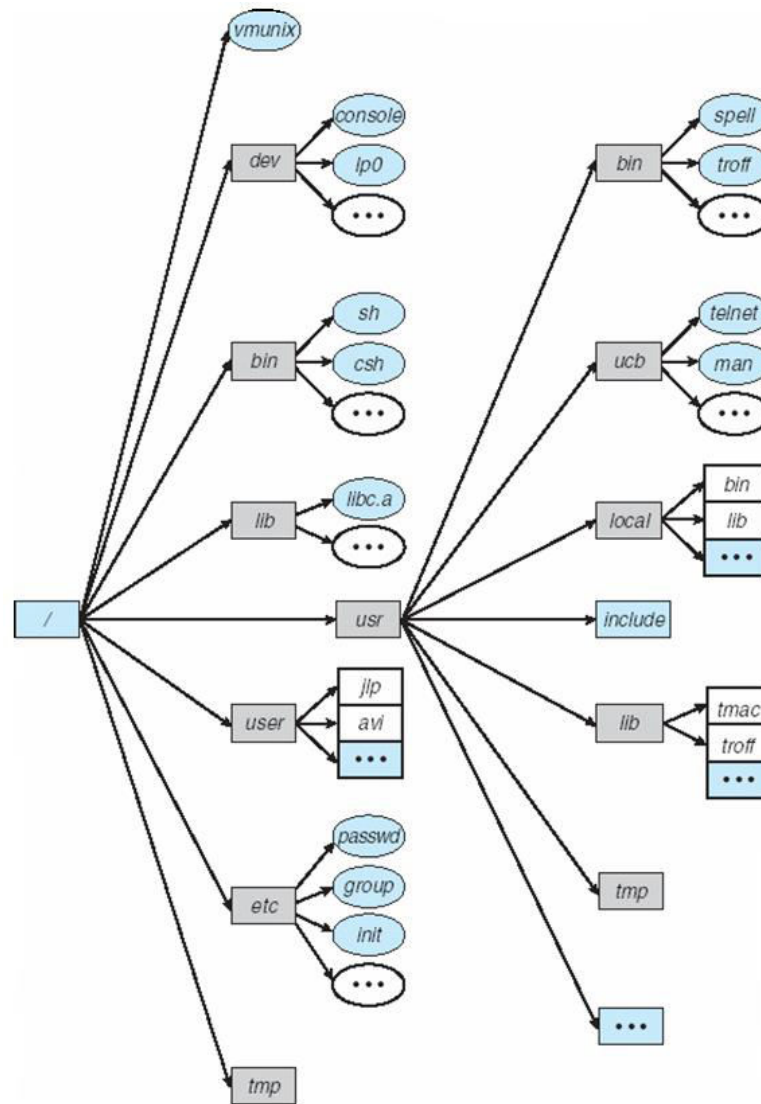 vmunix
console
dev
lp0
•••
sh
bin
csh
•••
libc.a
lib
•••
/
usr
jlp
user
avi
•••
passwd
group
etc
init
•••
tmp
spell
bin
troff
•••
telnet
ucb
man
•••
bin
local
lib
•••
include
tmac
lib
troff
•••
tmp
•••